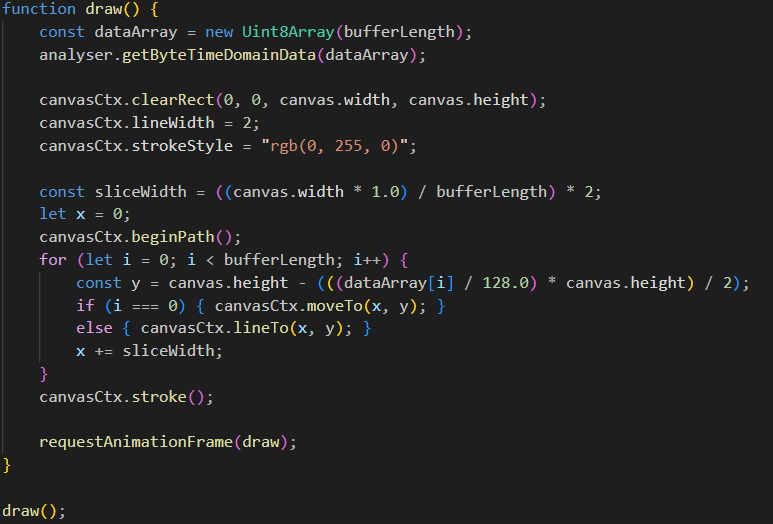 function draw() {
    const dataArray = new Uint8Array(bufferLength);
    analyser.getByteTimeDomainData(dataArray);

    canvasCtx.clearRect(0, 0, canvas.width, canvas.height);
    canvasCtx.lineWidth = 2;
    canvasCtx.strokeStyle = "rgb(0, 255, 0)";

    const sliceWidth = ((canvas.width * 1.0) / bufferLength) * 2;
    let x = 0;
    canvasCtx.beginPath();
    for (let i = 0; i < bufferLength; i++) {
        const y = canvas.height - (((dataArray[i] / 128.0) * canvas.height) / 2);
        if (i === 0) { canvasCtx.moveTo(x, y); }
        else { canvasCtx.lineTo(x, y); }
        x += sliceWidth;
    }
    canvasCtx.stroke();

    requestAnimationFrame(draw);
}

draw();